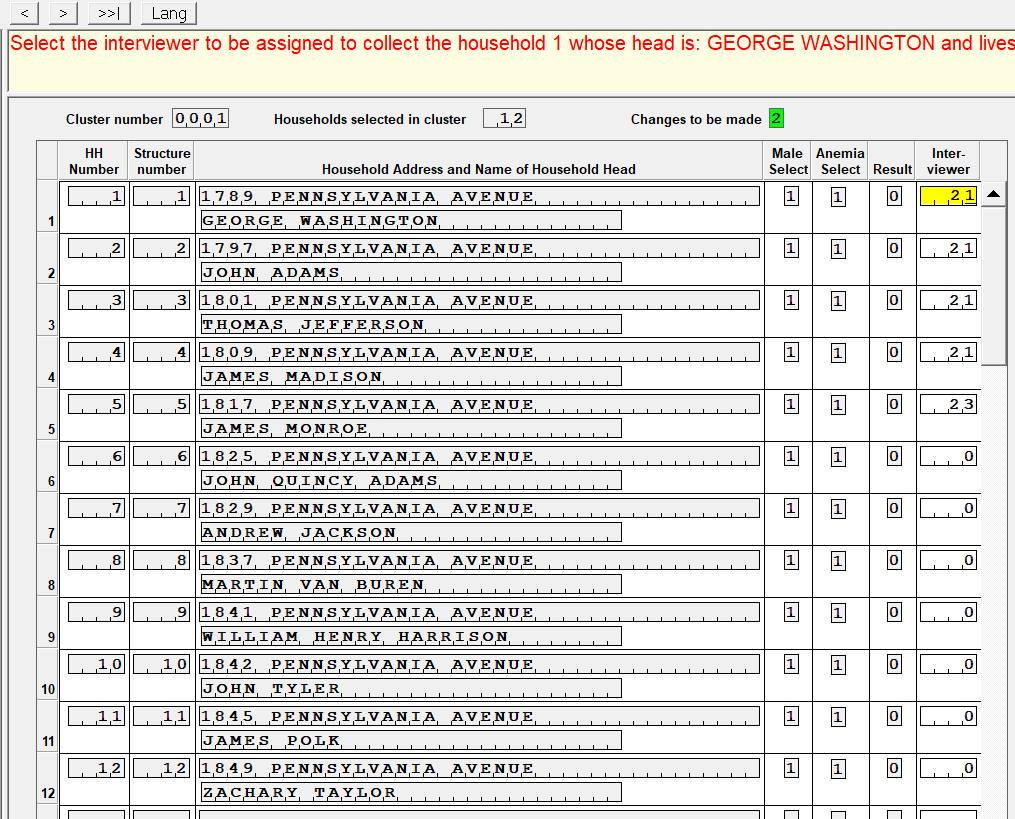 < > >>| Lang
Select the interviewer to be assigned to collect the household 1 whose head is: GEORGE WASHINGTON and lives
Cluster number 0001 Households selected in cluster 12 Changes to be made 2
HH Number Structure number Household Address and Name of Household Head Male Select Anemia Select Result Inter-viewer
1 1 1789 PENNSYLVANIA AVENUE 1 1 0 21
1 GEORGE WASHINGTON
2 2 1797 PENNSYLVANIA AVENUE 1 1 0 21
2 JOHN ADAMS
3 3 1801 PENNSYLVANIA AVENUE 1 1 0 21
3 THOMAS JEFFERSON
4 4 1809 PENNSYLVANIA AVENUE 1 1 0 21
4 JAMES MADISON
5 5 1817 PENNSYLVANIA AVENUE 1 1 0 23
5 JAMES MONROE
6 6 1825 PENNSYLVANIA AVENUE 1 1 0 0
6 JOHN QUINCY ADAMS
7 7 1829 PENNSYLVANIA AVENUE 1 1 0 0
7 ANDREW JACKSON
8 8 1837 PENNSYLVANIA AVENUE 1 1 0 0
8 MARTIN VAN BUREN
9 9 1841 PENNSYLVANIA AVENUE 1 1 0 0
9 WILLIAM HENRY HARRISON
10 10 1842 PENNSYLVANIA AVENUE 1 1 0 0
10 JOHN TYLER
11 11 1845 PENNSYLVANIA AVENUE 1 1 0 0
11 JAMES POLK
12 12 1849 PENNSYLVANIA AVENUE 1 1 0 0
12 ZACHARY TAYLOR